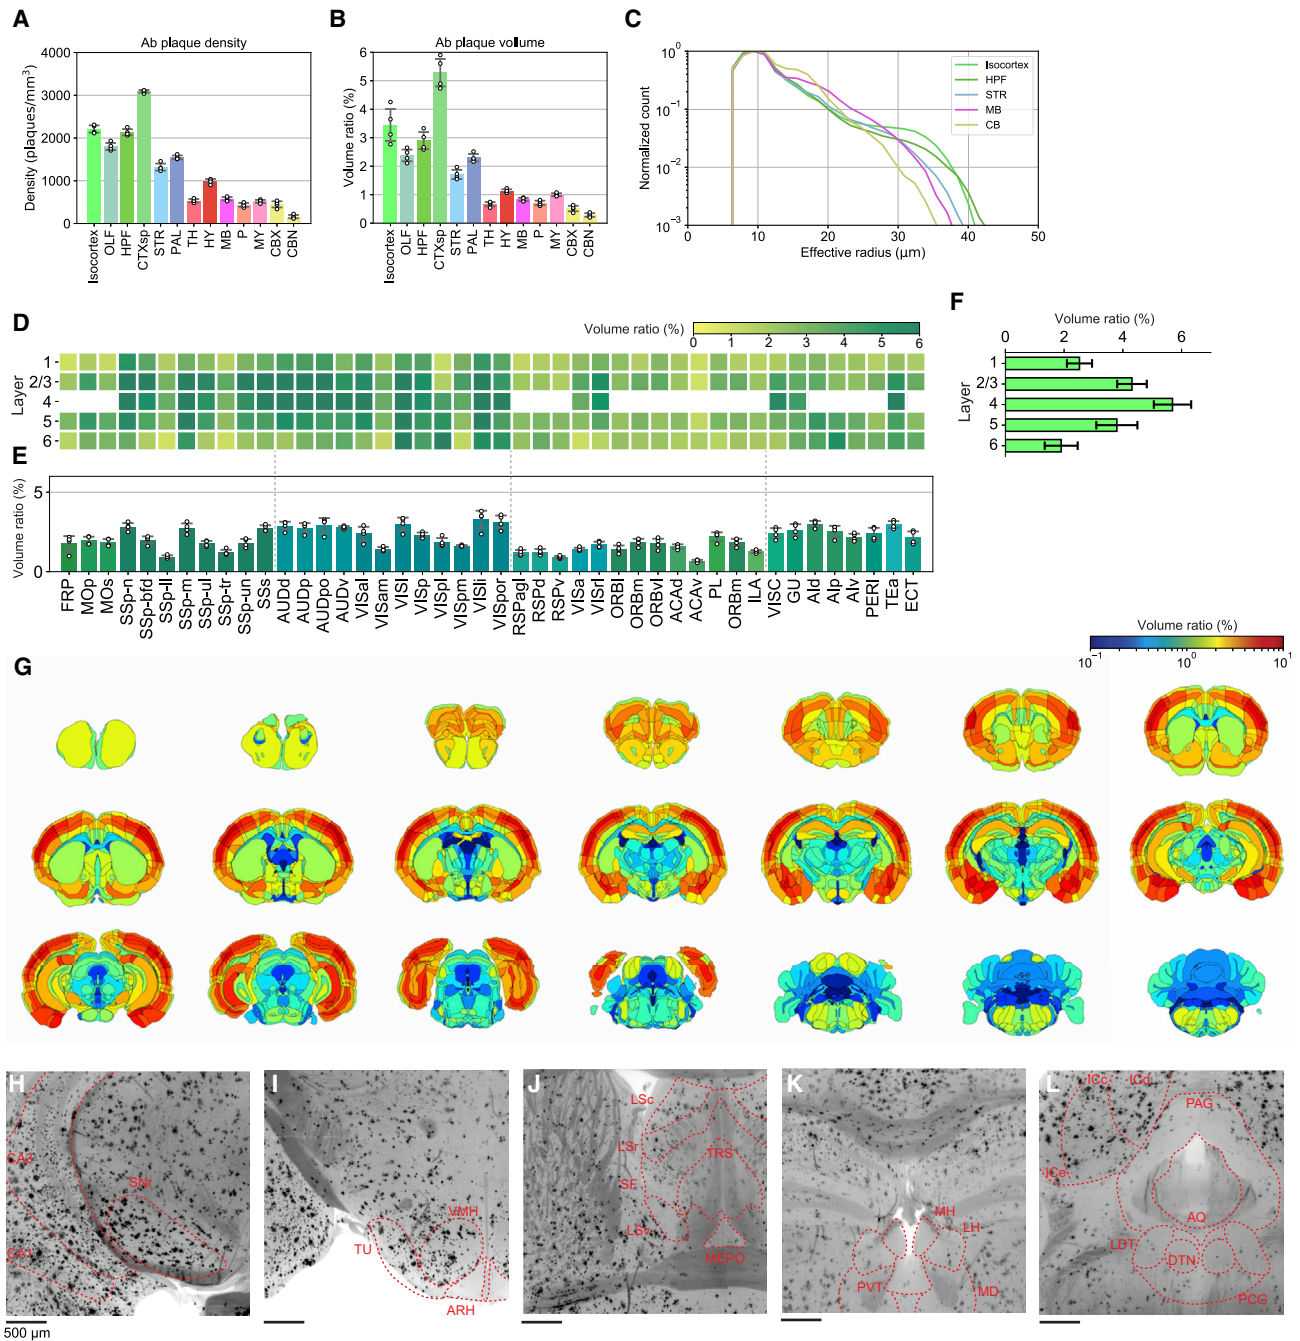 A
Ab plaque density
Density (plaques/mm³)
4000
3000
2000
1000
0
Isocortex
OLF
HPF
CTXsp
STR
PAL
TH
HY
MB
P
MY
CBX
CBN
B
Ab plaque volume
Volume ratio (%)
6
5
4
3
2
1
0
Isocortex
OLF
HPF
CTXsp
STR
PAL
TH
HY
MB
P
MY
CBX
CBN
C
Normalized count
10⁰
10⁻¹
10⁻²
10⁻³
0 10 20 30 40 50
Effective radius (µm)
Isocortex
HPF
STR
MB
CB
D
Volume ratio (%)
0 1 2 3 4 5 6
Layer
1
2/3
4
5
6
E
Volume ratio (%)
5
0
FRP
MOp
MOs
SSp-n
SSp-bfd
SSp-ll
SSp-m
SSp-ul
SSp-tr
SSp-un
SSs
AUDd
AUDp
AUDpo
AUDv
VISal
VISam
VISl
VISp
VISpl
VISpm
VISli
VISpor
RSPagl
RSPd
RSPv
VISa
VISrl
ORBl
ORBm
ORBvl
ACAd
ACAv
PL
ORBm
ILA
VISC
GU
AId
AIp
AIv
PERI
TEa
ECT
F
Volume ratio (%)
0 2 4 6
Layer
1
2/3
4
5
6
G
Volume ratio (%)
10⁻¹ 10⁰ 10¹
H
CA3
SNr
CA1
500 µm
I
VMH
TU
ARH
J
LSc
LSr
TRS
SF
LSv
MEPO
K
MH
LH
PVT
MD
L
ICc
ICd
PAG
ICe
AQ
LDT
DTN
PCG